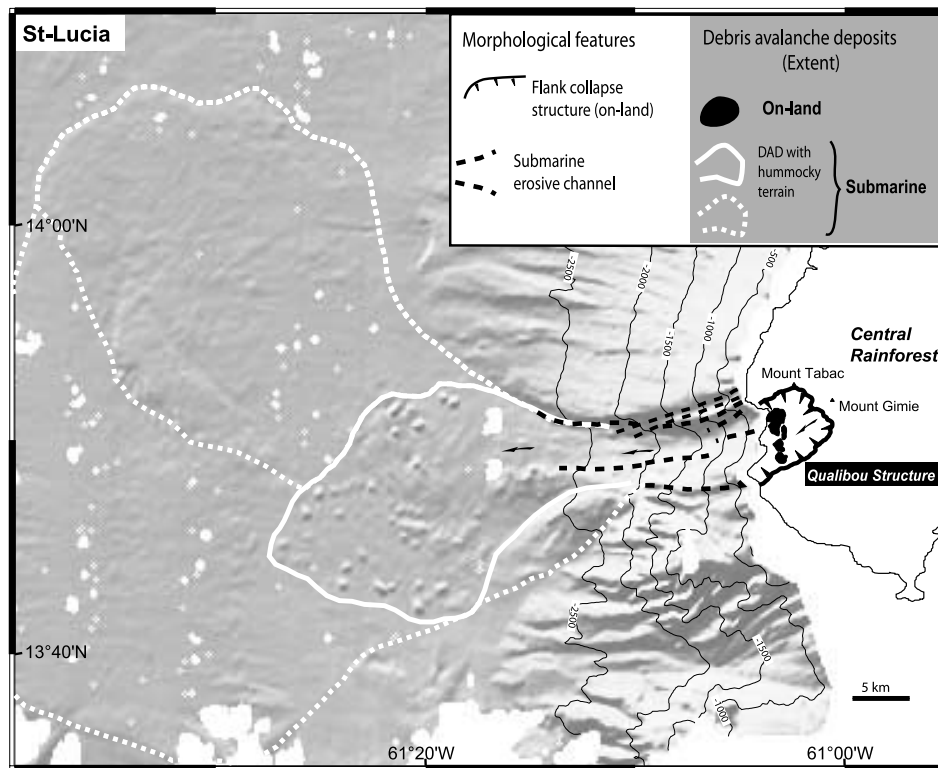 St-Lucia
Morphological features
Flank collapse
structure (on-land)
Submarine
erosive channel
Debris avalanche deposits
(Extent)
On-land
DAD with
hummocky
terrain
Submarine
14°00'N
-2500
-2000
-1500
-1000
-500
Central
Rainforest
Mount Tabac
Mount Gimie
Qualibou Structure
-2500
-1500
-1000
13°40'N
5 km
61°20'W
61°00'W